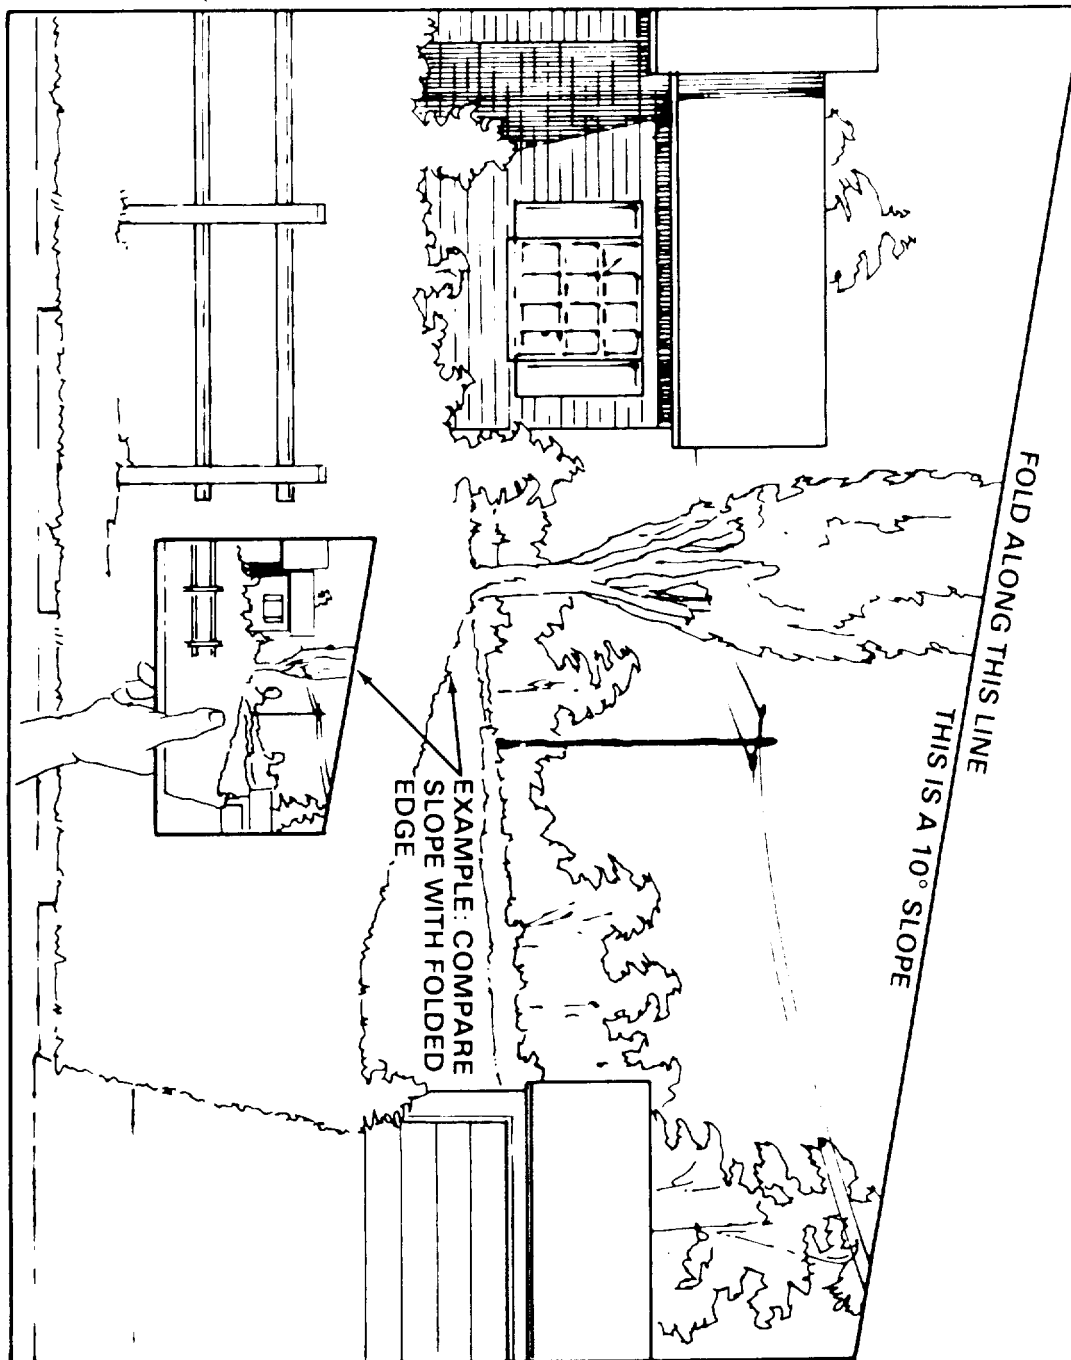 FOLD ALONG THIS LINE
THIS IS A 10° SLOPE
EXAMPLE: COMPARE
SLOPE WITH FOLDED
EDGE